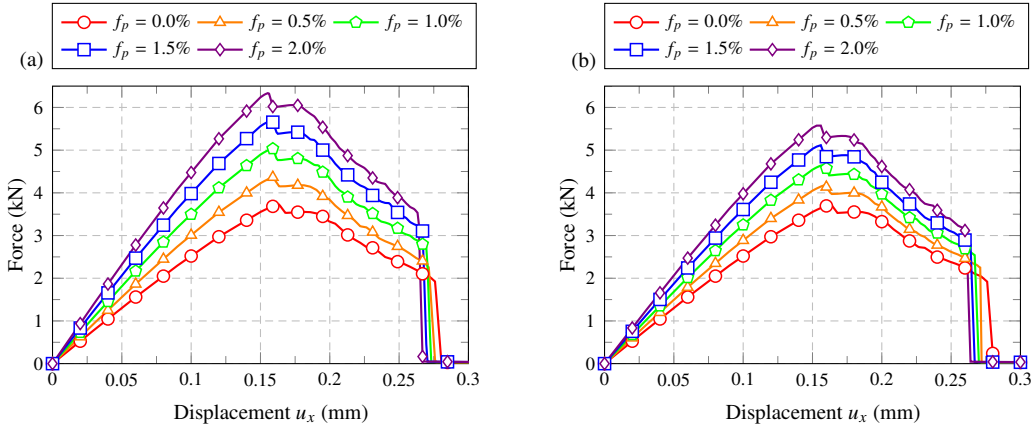 f_p = 0.0% f_p = 0.5% f_p = 1.0%
f_p = 1.5% f_p = 2.0%
(a)
6
5
4
3
2
1
0
0 0.05 0.1 0.15 0.2 0.25 0.3
Force (kN)
Displacement u_x (mm)
f_p = 0.0% f_p = 0.5% f_p = 1.0%
f_p = 1.5% f_p = 2.0%
(b)
6
5
4
3
2
1
0
0 0.05 0.1 0.15 0.2 0.25 0.3
Force (kN)
Displacement u_x (mm)